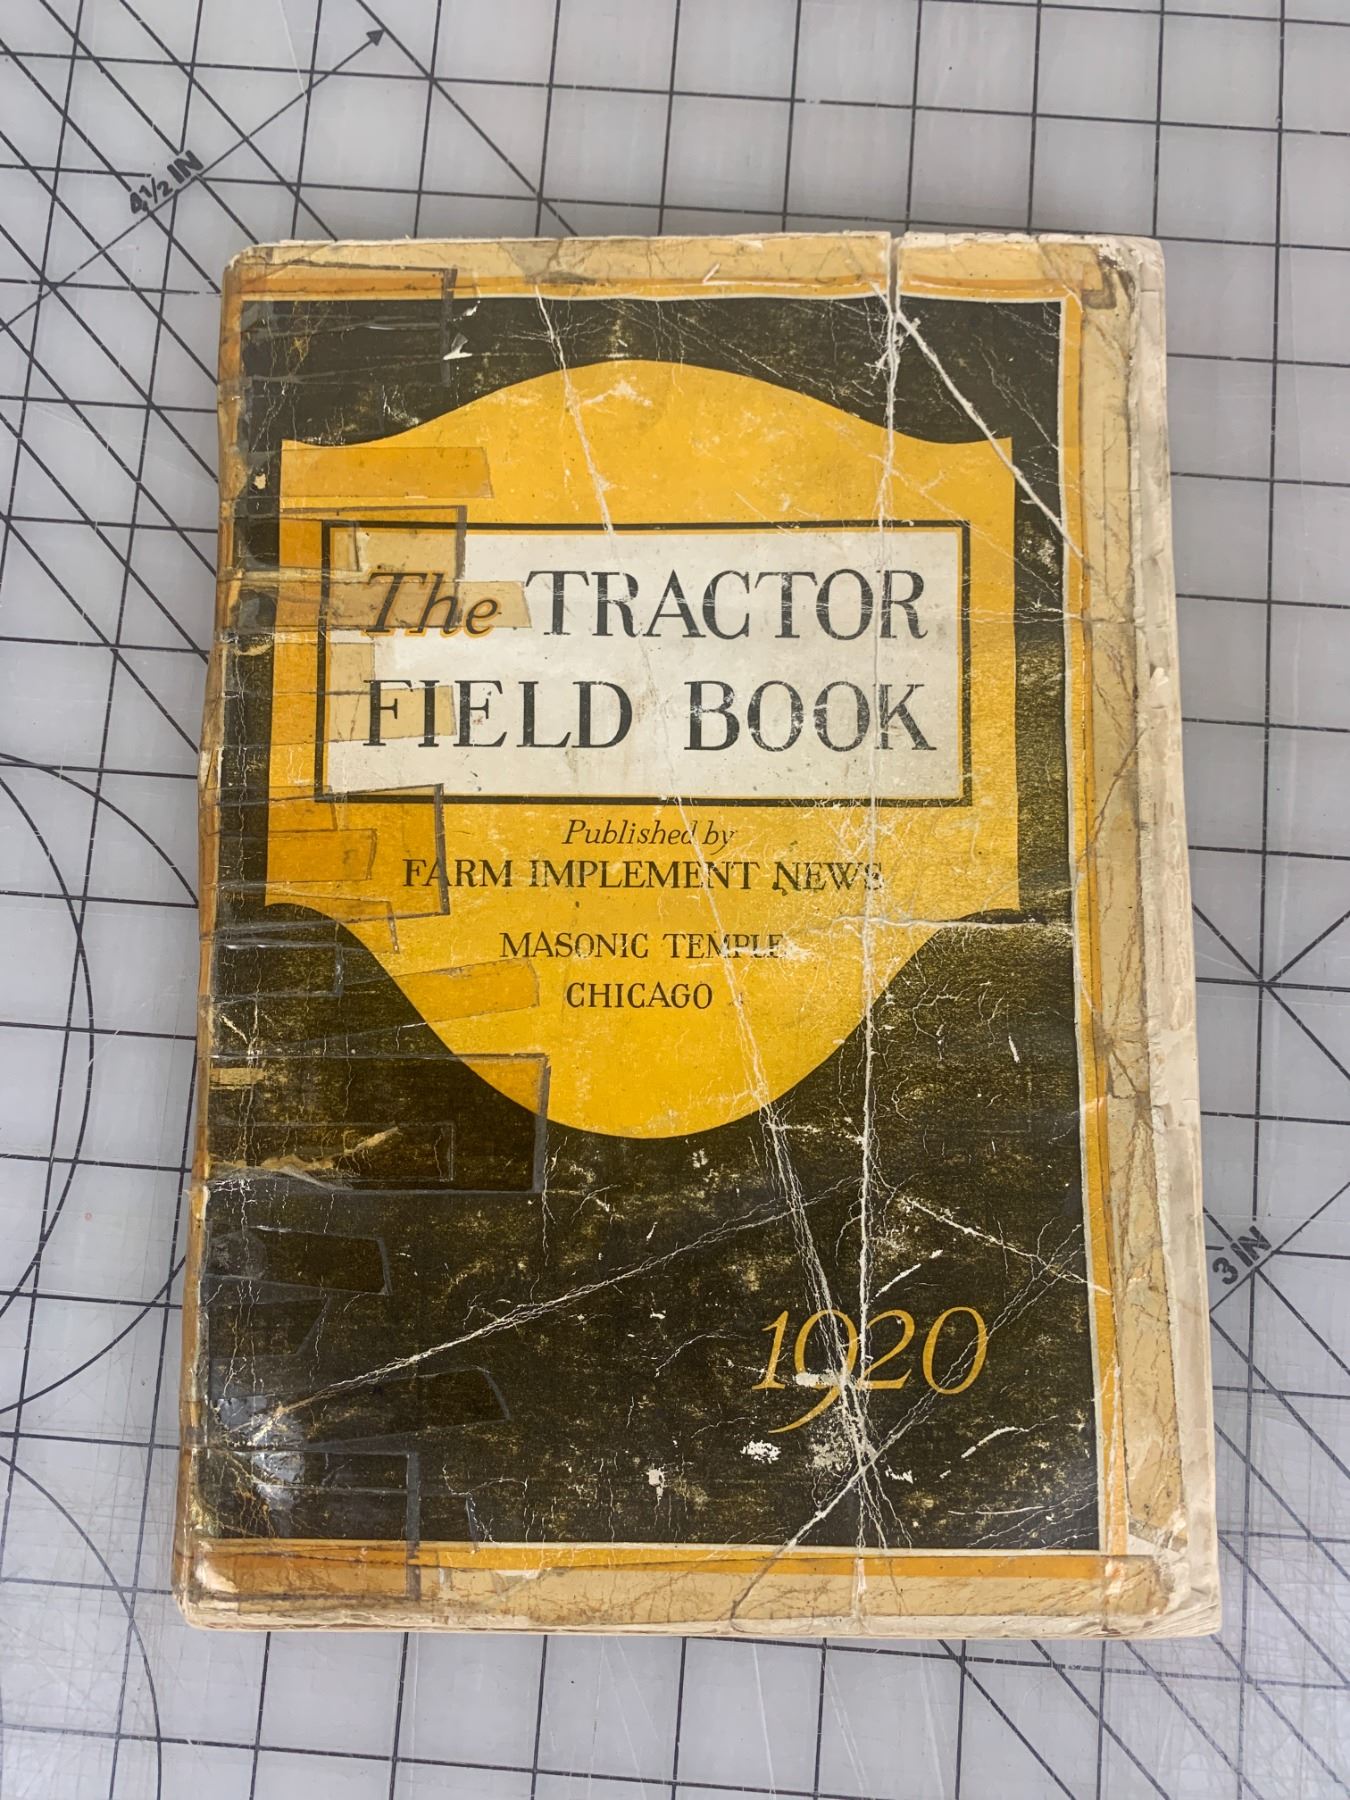 4½ IN
The TRACTOR
FIELD BOOK
Published by
FARM IMPLEMENT NEWS
MASONIC TEMPLE
CHICAGO
3 IN
1920